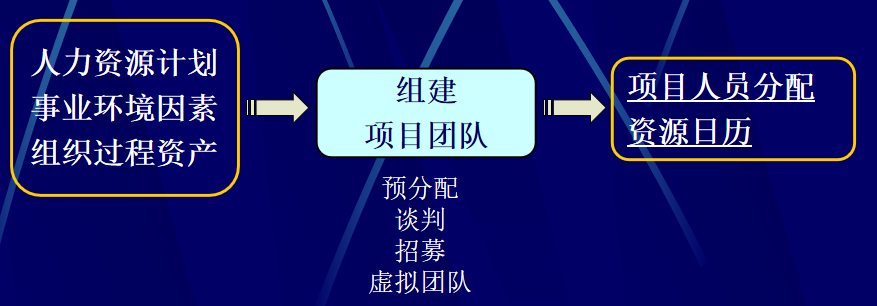 人力资源计划
事业环境因素
组织过程资产
组建
项目团队
预分配
谈判
招募
虚拟团队
项目人员分配
资源日历